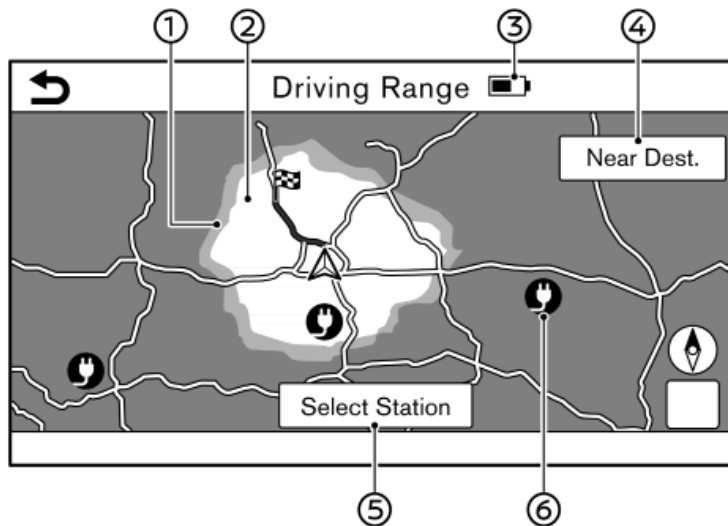 ① ② ③ ④
Driving Range
Near Dest.
Select Station
⑤ ⑥